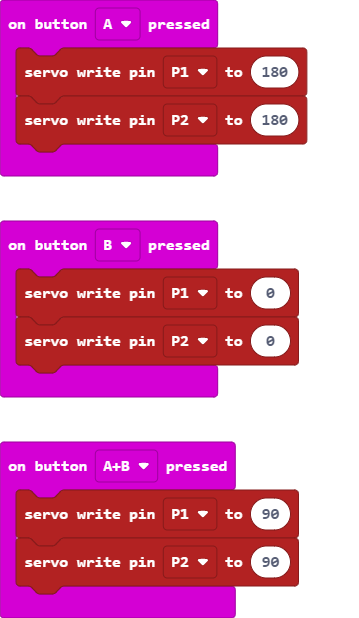 on button A pressed
servo write pin P1 to 180
servo write pin P2 to 180
on button B pressed
servo write pin P1 to 0
servo write pin P2 to 0
on button A+B pressed
servo write pin P1 to 90
servo write pin P2 to 90